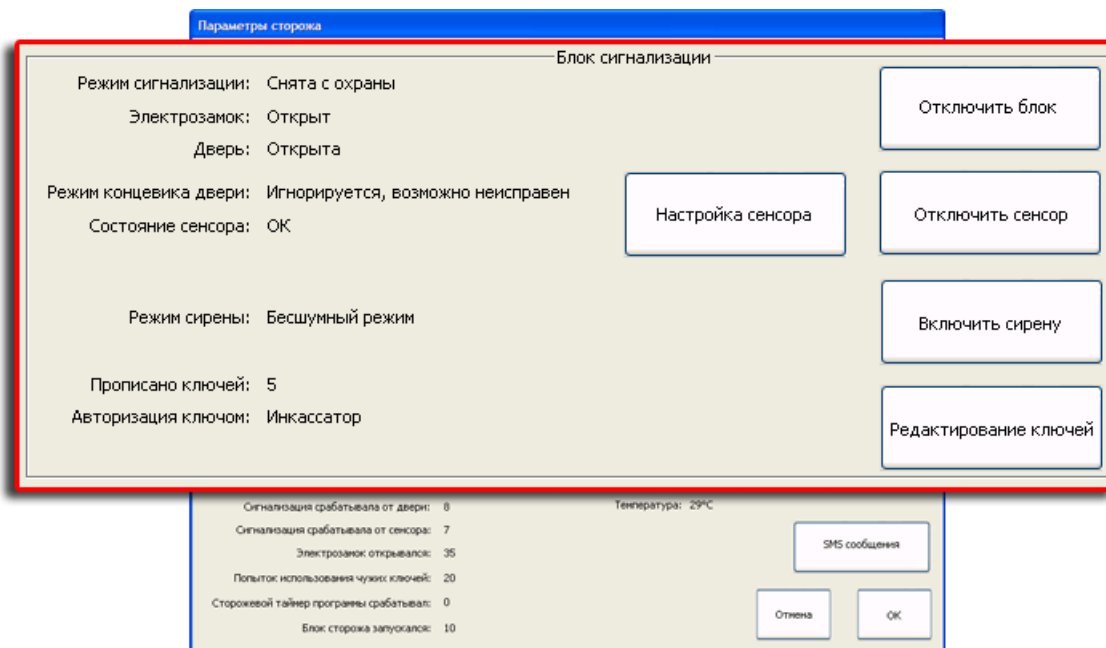 Параметры сторожа
Блок сигнализации
Режим сигнализации: Снята с охраны
Отключить блок
Электрозамок: Открыт
Дверь: Открыта
Режим концевика двери: Игнорируется, возможно неисправен
Настройка сенсора
Отключить сенсор
Состояние сенсора: OK
Режим сирены: Бесшумный режим
Включить сирену
Прописано ключей: 5
Авторизация ключом: Инкассатор
Редактирование ключей
Сигнализация срабатывала от двери: 8
Температура: 29°C
Сигнализация срабатывала от сенсора: 7
SMS сообщения
Электрозамок открывался: 35
Попыток использования чужих ключей: 20
Сторожевой таймер программы срабатывал: 0
Отмена
OK
Блок сторожа запускался: 10